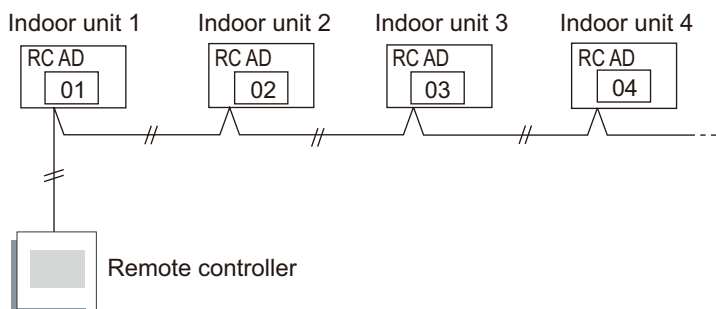 Indoor unit 1 Indoor unit 2 Indoor unit 3 Indoor unit 4
RC AD RC AD RC AD RC AD
01 02 03 04
Remote controller